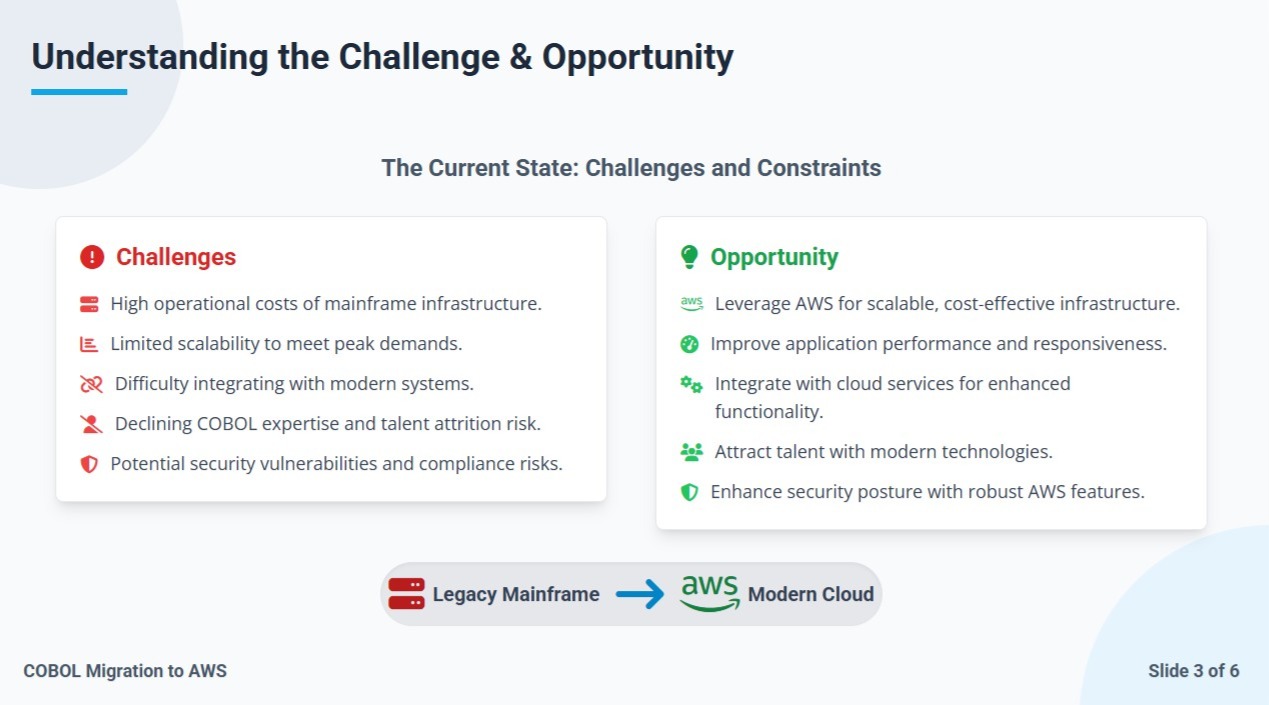 Understanding the Challenge & Opportunity
The Current State: Challenges and Constraints
Challenges
High operational costs of mainframe infrastructure.
Limited scalability to meet peak demands.
Difficulty integrating with modern systems.
Declining COBOL expertise and talent attrition risk.
Potential security vulnerabilities and compliance risks.
Opportunity
aws Leverage AWS for scalable, cost-effective infrastructure.
Improve application performance and responsiveness.
Integrate with cloud services for enhanced
functionality.
Attract talent with modern technologies.
Enhance security posture with robust AWS features.
Legacy Mainframe aws Modern Cloud
COBOL Migration to AWS
Slide 3 of 6